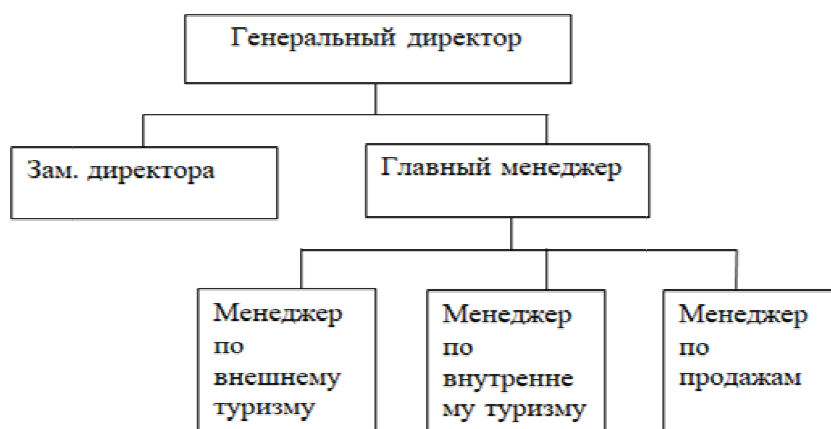 Генеральный директор
Зам. директора
Главный менеджер
Менеджер
по
внешнему
туризму
Менеджер
по
внутренне
му туризму
Менеджер
по
продажам